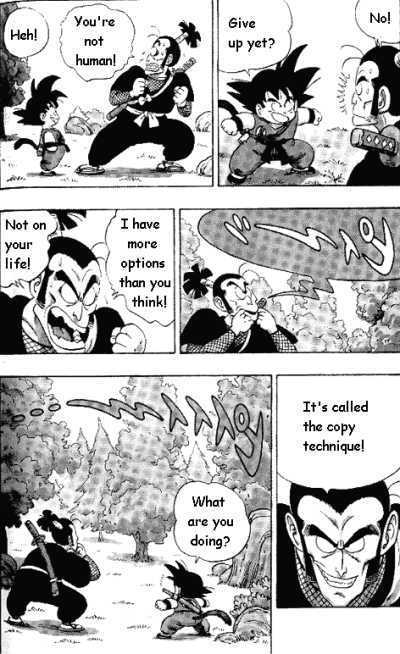 Heh!
You're
not
human!
Give
up yet?
No!
Not on
your
life!
I have
more
options
than you
think!
What
are you
doing?
It's called
the copy
technique!